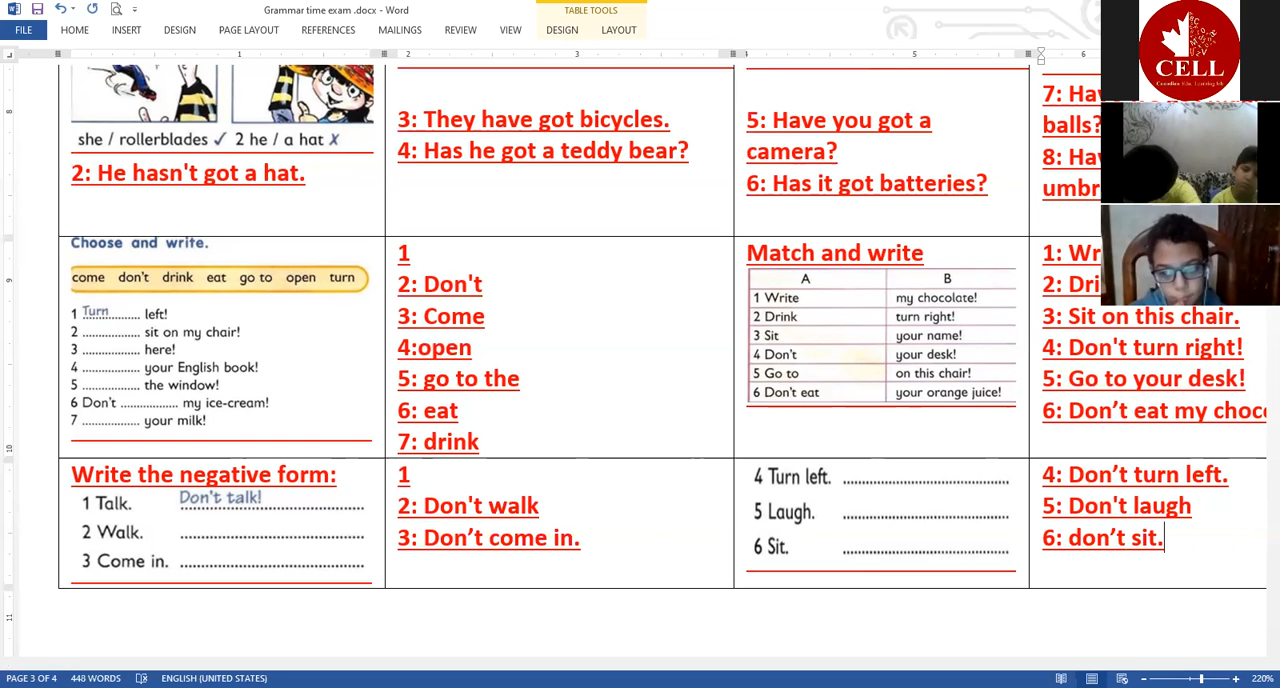 Grammar time exam .docx - Word
TABLE TOOLS
FILE HOME INSERT DESIGN PAGE LAYOUT REFERENCES MAILINGS REVIEW VIEW DESIGN LAYOUT
CELL
1 2 3 4 5 6
she / rollerblades ✓ 2 he / a hat ✗
2: He hasn't got a hat.
3: They have got bicycles.
4: Has he got a teddy bear?
5: Have you got a
camera?
6: Has it got batteries?
7:
balls?
8:
Choose and write.
come don't drink eat go to open turn
1 Turn left!
2 .............. sit on my chair!
3 .............. here!
4 .............. your English book!
5 .............. the window!
6 Don't .............. my ice-cream!
7 .............. your milk!
1
2: Don't
3: Come
4:open
5: go to the
6: eat
7: drink
Match and write
A B
1 Write my chocolate!
2 Drink turn right!
3 Sit your name!
4 Don't your desk!
5 Go to on this chair!
6 Don't eat your orange juice!
1:
2:
3: Sit on this chair.
4: Don't turn right!
5: Go to your desk!
6: Don’t eat my
Write the negative form:
1 Talk. Don't talk!
2 Walk. ..............
3 Come in. ..............
1
2: Don't walk
3: Don’t come in.
4 Turn left. ..............
5 Laugh. ..............
6 Sit. ..............
4: Don’t turn left.
5: Don't laugh
6: don’t sit.
PAGE 3 OF 4 448 WORDS ENGLISH (UNITED STATES) 220%